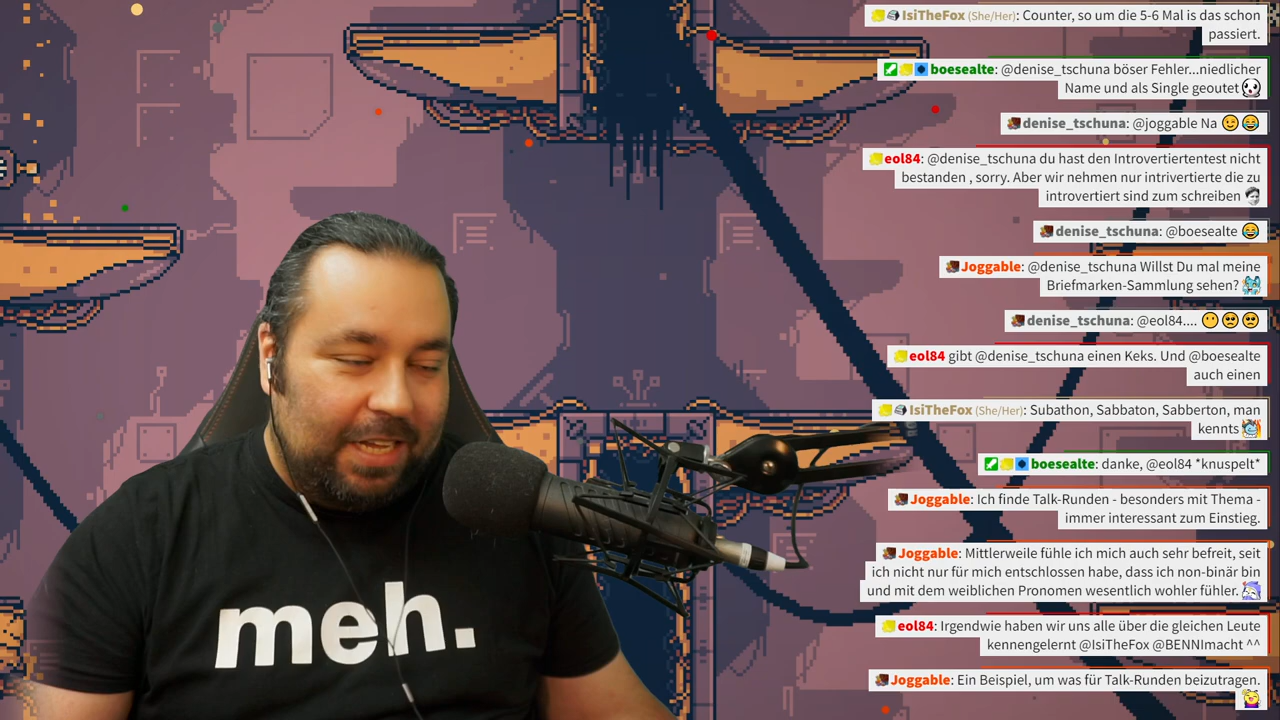 IsiTheFox (She/Her): Counter, so um die 5-6 Mal is das schon
passiert.
boesealte: @denise_tschuna böser Fehler...niedlicher
Name und als Single geoutet
denise_tschuna: @joggable Na
eol84: @denise_tschuna du hast den Introvertiertentest nicht
bestanden , sorry. Aber wir nehmen nur intrivertierte die zu
introvertiert sind zum schreiben
denise_tschuna: @boesealte
Joggable: @denise_tschuna Willst Du mal meine
Briefmarken-Sammlung sehen?
denise_tschuna: @eol84....
eol84 gibt @denise_tschuna einen Keks. Und @boesealte
auch einen
IsiTheFox (She/Her): Subathon, Sabbaton, Sabberton, man
kennts
boesealte: danke, @eol84 *knuspelt*
Joggable: Ich finde Talk-Runden - besonders mit Thema -
immer interessant zum Einstieg.
Joggable: Mittlerweile fühle ich mich auch sehr befreit, seit
ich nicht nur für mich entschlossen habe, dass ich non-binär bin
und mit dem weiblichen Pronomen wesentlich wohler fühler.
eol84: Irgendwie haben wir uns alle über die gleichen Leute
kennengelernt @IsiTheFox @BENNImacht ^^
Joggable: Ein Beispiel, um was für Talk-Runden beizutragen.
meh.